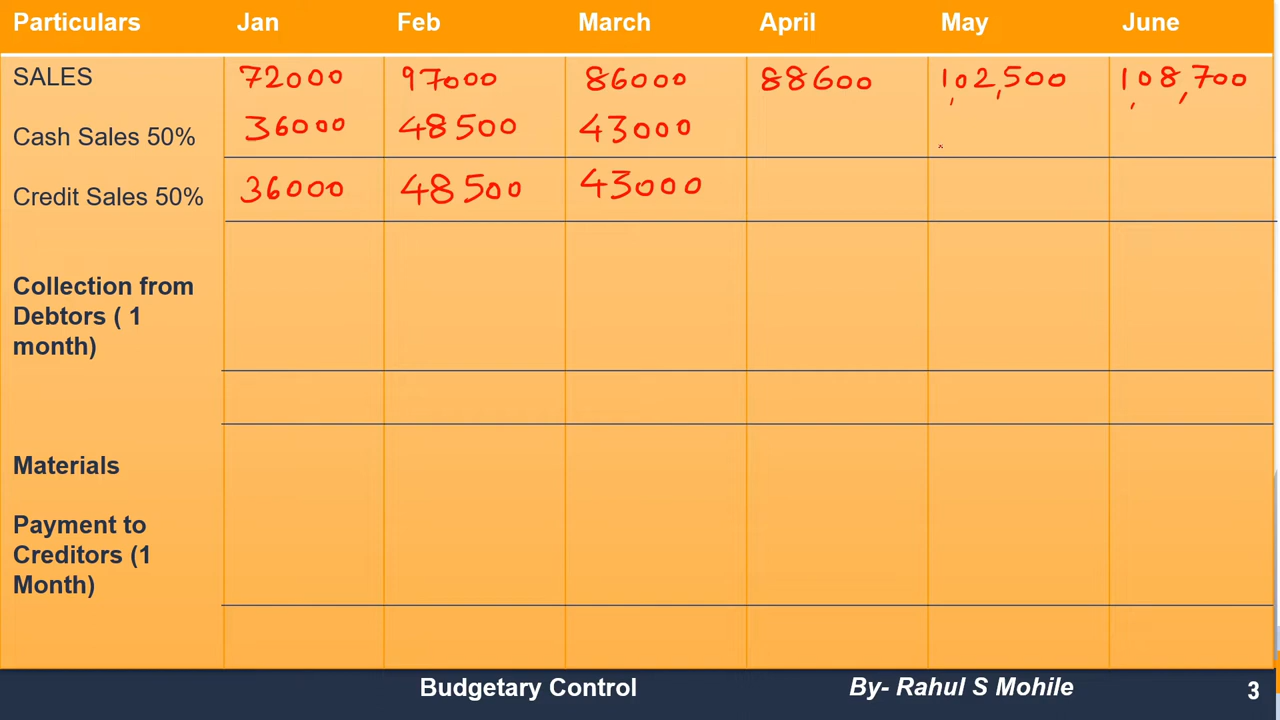 Particulars Jan Feb March April May June
SALES 72000 97000 86000 88600 102,500 108,700
Cash Sales 50% 36000 48500 43000
Credit Sales 50% 36000 48500 43000
Collection from
Debtors ( 1
month)
Materials
Payment to
Creditors (1
Month)
Budgetary Control By- Rahul S Mohile 3